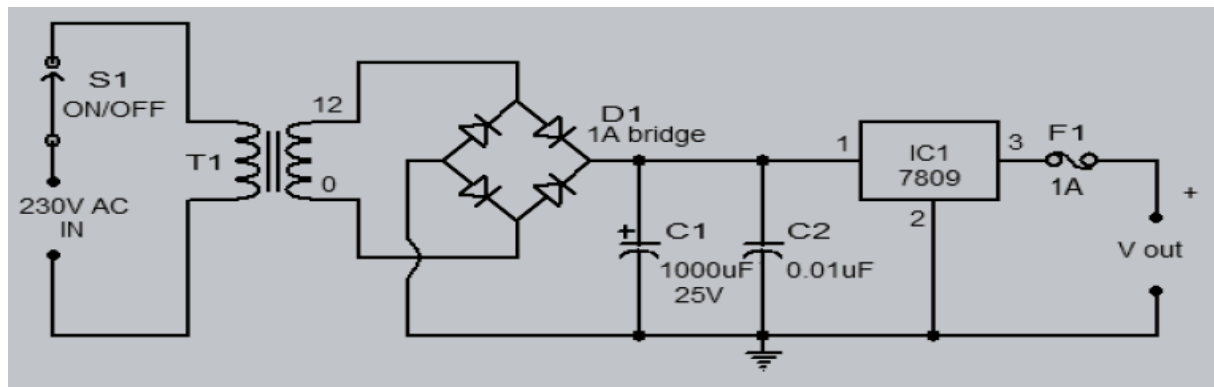 S1
ON/OFF
230V AC
IN
T1
12
0
D1
1A bridge
+
C1
1000uF
25V
C2
0.01uF
1
IC1
7809
2
3
F1
1A
+
V out